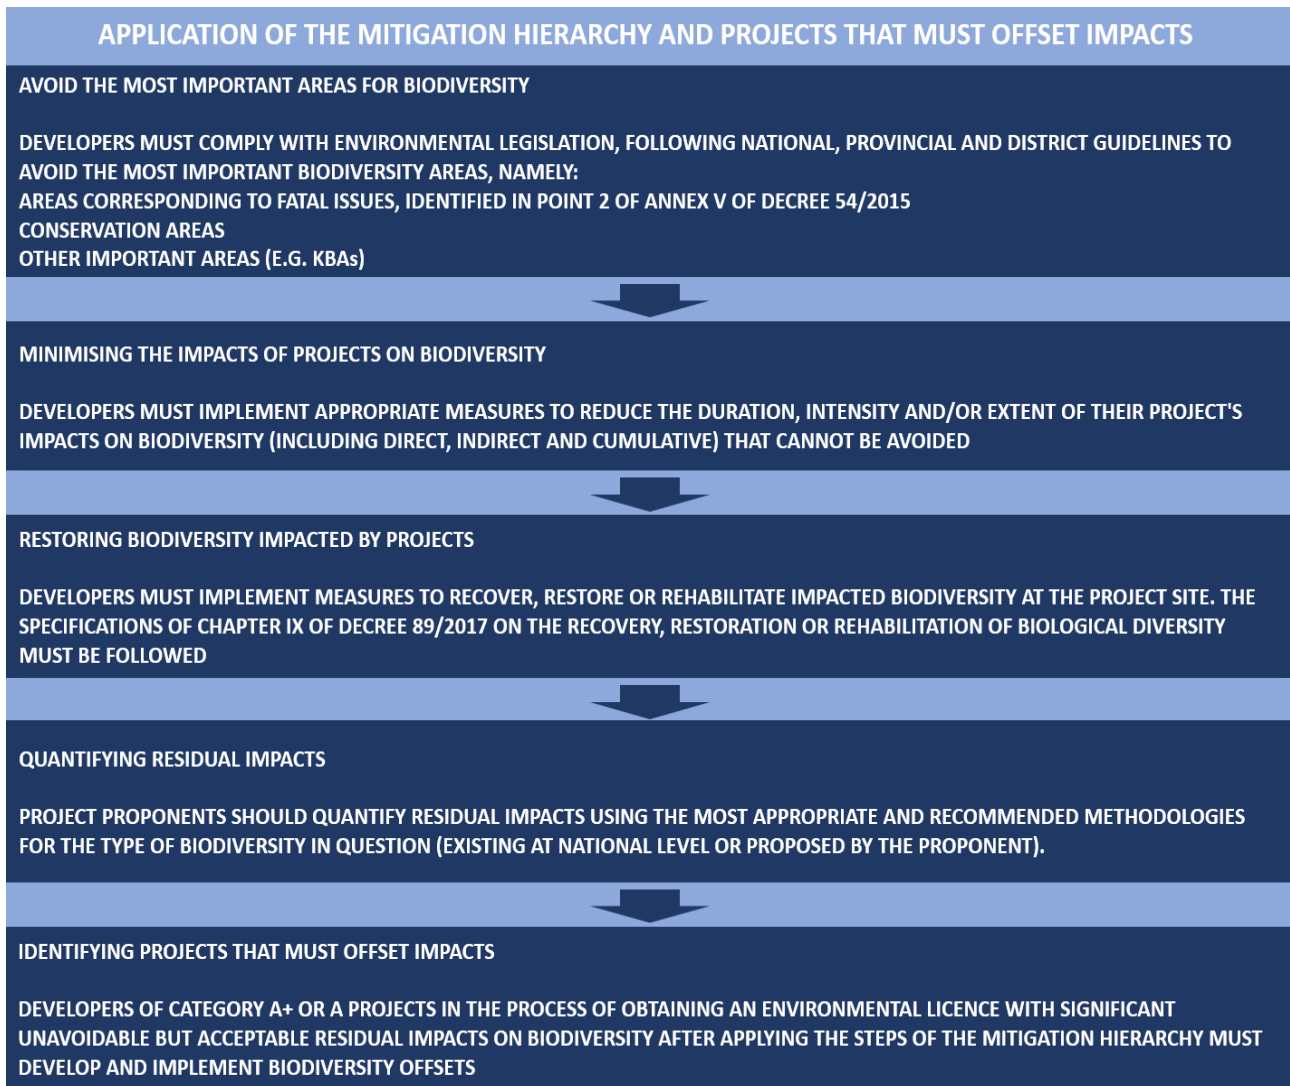 APPLICATION OF THE MITIGATION HIERARCHY AND PROJECTS THAT MUST OFFSET IMPACTS
AVOID THE MOST IMPORTANT AREAS FOR BIODIVERSITY
DEVELOPERS MUST COMPLY WITH ENVIRONMENTAL LEGISLATION, FOLLOWING NATIONAL, PROVINCIAL AND DISTRICT GUIDELINES TO
AVOID THE MOST IMPORTANT BIODIVERSITY AREAS, NAMELY:
AREAS CORRESPONDING TO FATAL ISSUES, IDENTIFIED IN POINT 2 OF ANNEX V OF DECREE 54/2015
CONSERVATION AREAS
OTHER IMPORTANT AREAS (E.G. KBAs)
MINIMISING THE IMPACTS OF PROJECTS ON BIODIVERSITY
DEVELOPERS MUST IMPLEMENT APPROPRIATE MEASURES TO REDUCE THE DURATION, INTENSITY AND/OR EXTENT OF THEIR PROJECT'S
IMPACTS ON BIODIVERSITY (INCLUDING DIRECT, INDIRECT AND CUMULATIVE) THAT CANNOT BE AVOIDED
RESTORING BIODIVERSITY IMPACTED BY PROJECTS
DEVELOPERS MUST IMPLEMENT MEASURES TO RECOVER, RESTORE OR REHABILITATE IMPACTED BIODIVERSITY AT THE PROJECT SITE. THE
SPECIFICATIONS OF CHAPTER IX OF DECREE 89/2017 ON THE RECOVERY, RESTORATION OR REHABILITATION OF BIOLOGICAL DIVERSITY
MUST BE FOLLOWED
QUANTIFYING RESIDUAL IMPACTS
PROJECT PROPONENTS SHOULD QUANTIFY RESIDUAL IMPACTS USING THE MOST APPROPRIATE AND RECOMMENDED METHODOLOGIES
FOR THE TYPE OF BIODIVERSITY IN QUESTION (EXISTING AT NATIONAL LEVEL OR PROPOSED BY THE PROPONENT).
IDENTIFYING PROJECTS THAT MUST OFFSET IMPACTS
DEVELOPERS OF CATEGORY A+ OR A PROJECTS IN THE PROCESS OF OBTAINING AN ENVIRONMENTAL LICENCE WITH SIGNIFICANT
UNAVOIDABLE BUT ACCEPTABLE RESIDUAL IMPACTS ON BIODIVERSITY AFTER APPLYING THE STEPS OF THE MITIGATION HIERARCHY MUST
DEVELOP AND IMPLEMENT BIODIVERSITY OFFSETS